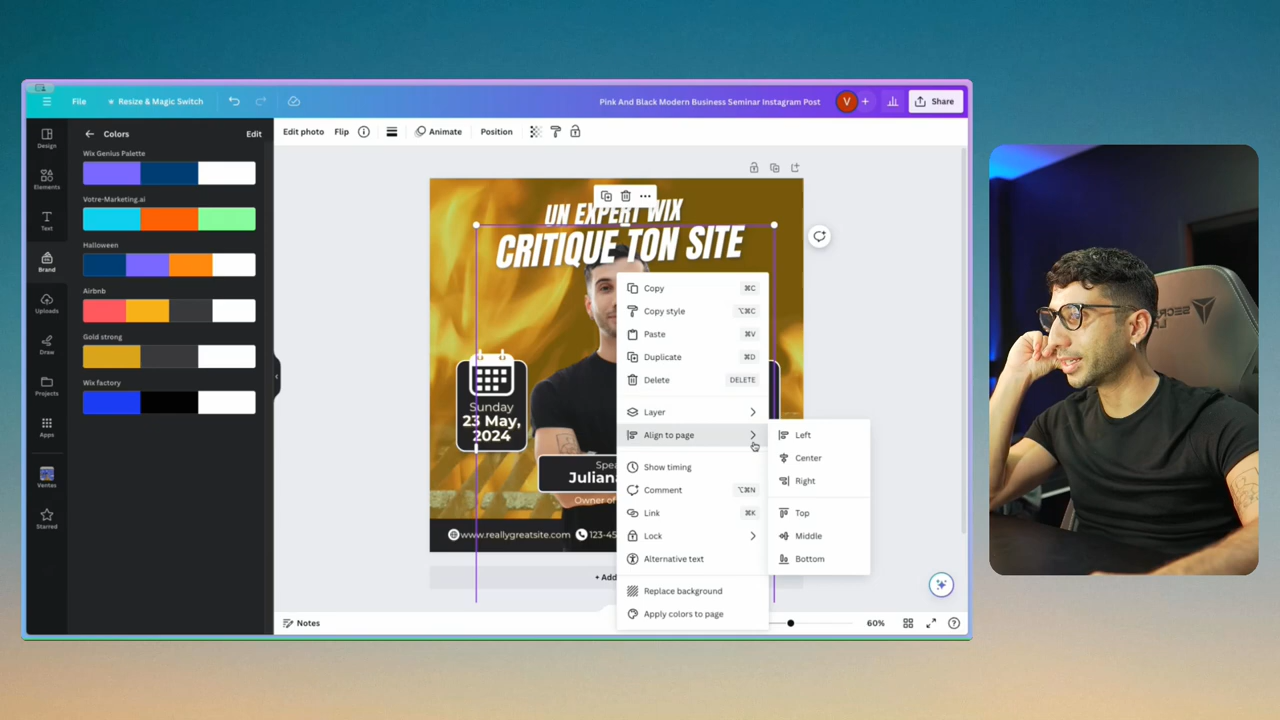 File
Resize & Magic Switch
Pink And Black Modern Business Seminar Instagram Post
V
+
Share
Design
Elements
Text
Brand
Uploads
Draw
Projects
Apps
Ventes
Starred
Colors
Edit
Wix Genius Palette
Votre-Marketing.ai
Halloween
Airbnb
Gold strong
Wix factory
Edit photo
Flip
Animate
Position
UN EXPERT WIX
CRITIQUE TON SITE
Sunday
23 May,
2024
Owner of
www.reallygreatsite.com
123-45
+ Add
Copy ⌘C
Copy style ⌥⌘C
Paste ⌘V
Duplicate ⌘D
Delete DELETE
Layer
Align to page
Show timing
Comment ⌥⌘N
Link ⌘K
Lock
Alternative text
Replace background
Apply colors to page
Left
Center
Right
Top
Middle
Bottom
Notes
60%